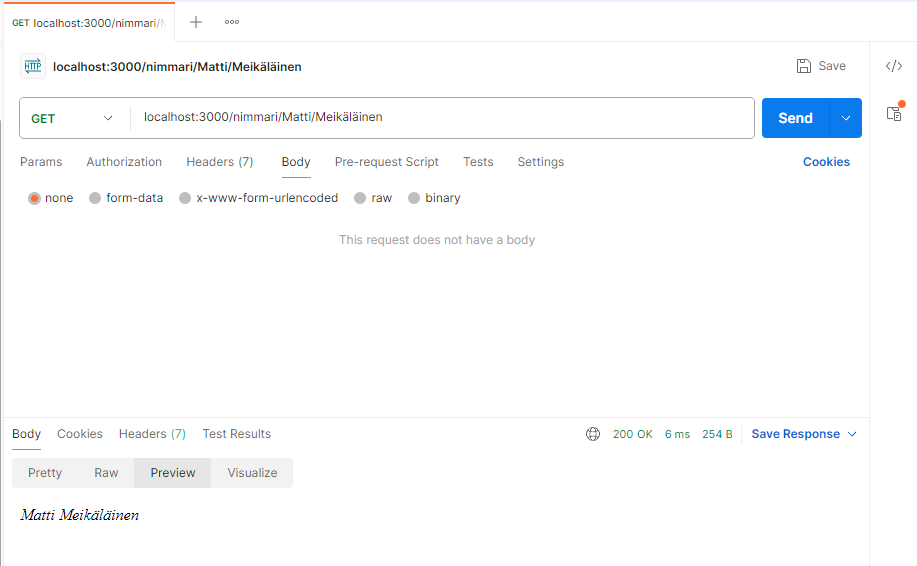 GET localhost:3000/nimmari/M
HTTP localhost:3000/nimmari/Matti/Meikäläinen Save
GET localhost:3000/nimmari/Matti/Meikäläinen Send
Params Authorization Headers (7) Body Pre-request Script Tests Settings Cookies
none form-data x-www-form-urlencoded raw binary
This request does not have a body
Body Cookies Headers (7) Test Results 200 OK 6 ms 254 B Save Response
Pretty Raw Preview Visualize
Matti Meikäläinen